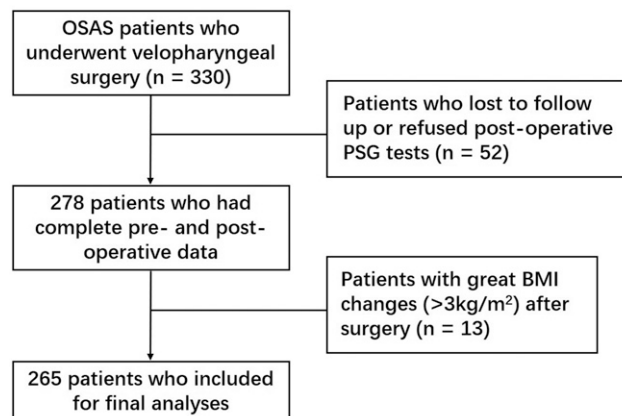 OSAS patients who
underwent velopharyngeal
surgery (n = 330)
Patients who lost to follow
up or refused post-operative
PSG tests (n = 52)
278 patients who had
complete pre- and post-
operative data
Patients with great BMI
changes (>3kg/m²) after
surgery (n = 13)
265 patients who included
for final analyses